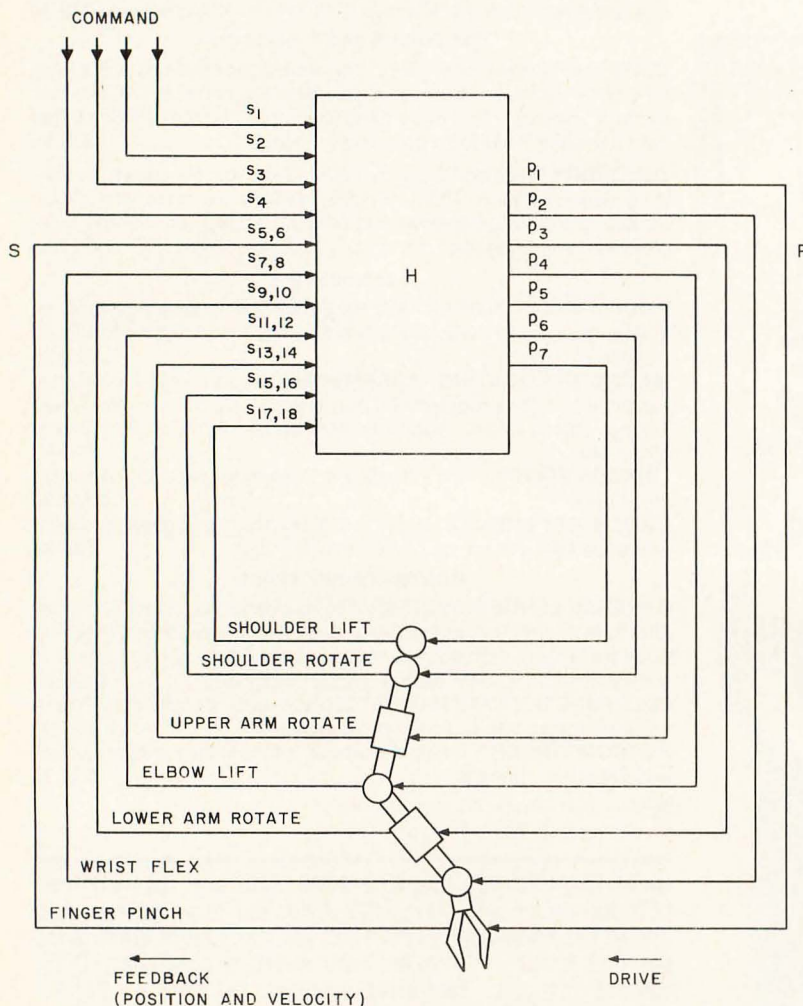 COMMAND
s1
s2
s3
s4
s5,6
s7,8
s9,10
s11,12
s13,14
s15,16
s17,18
S
H
p1
p2
p3
p4
p5
p6
p7
SHOULDER LIFT
SHOULDER ROTATE
UPPER ARM ROTATE
ELBOW LIFT
LOWER ARM ROTATE
WRIST FLEX
FINGER PINCH
FEEDBACK
(POSITION AND VELOCITY)
DRIVE